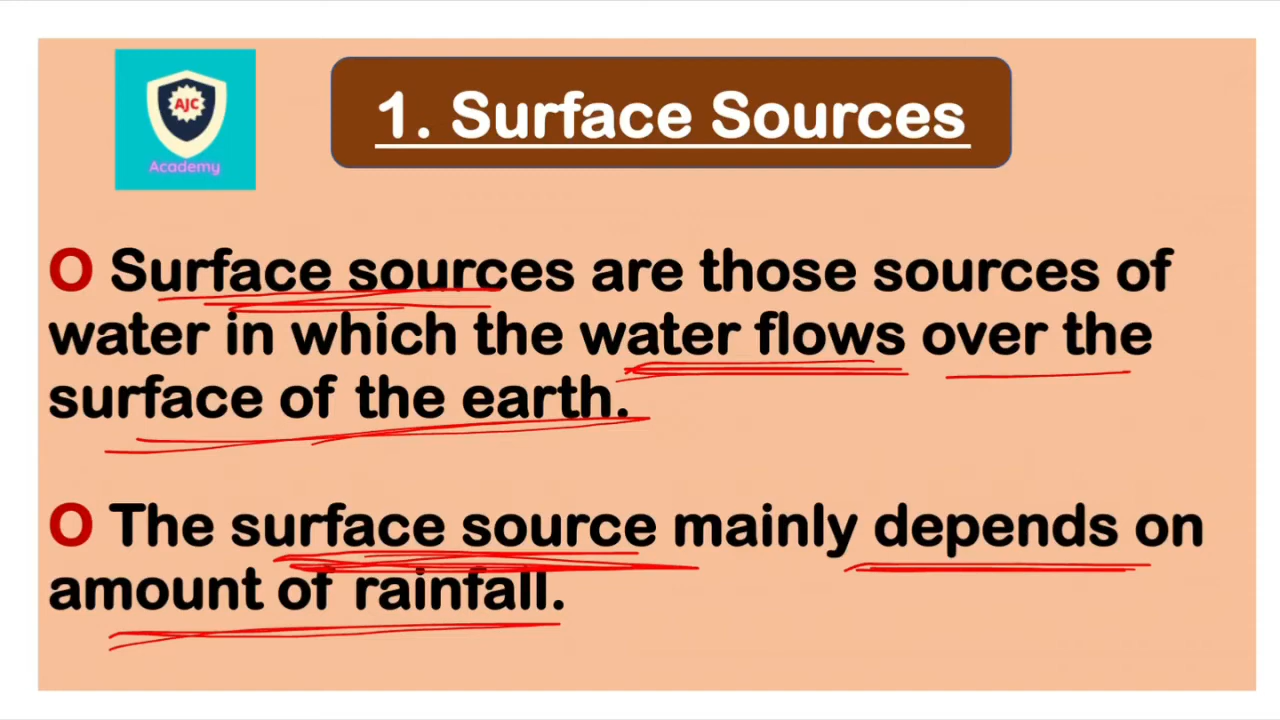 AJC
Academy
1. Surface Sources
O Surface sources are those sources of
water in which the water flows over the
surface of the earth.
O The surface source mainly depends on
amount of rainfall.